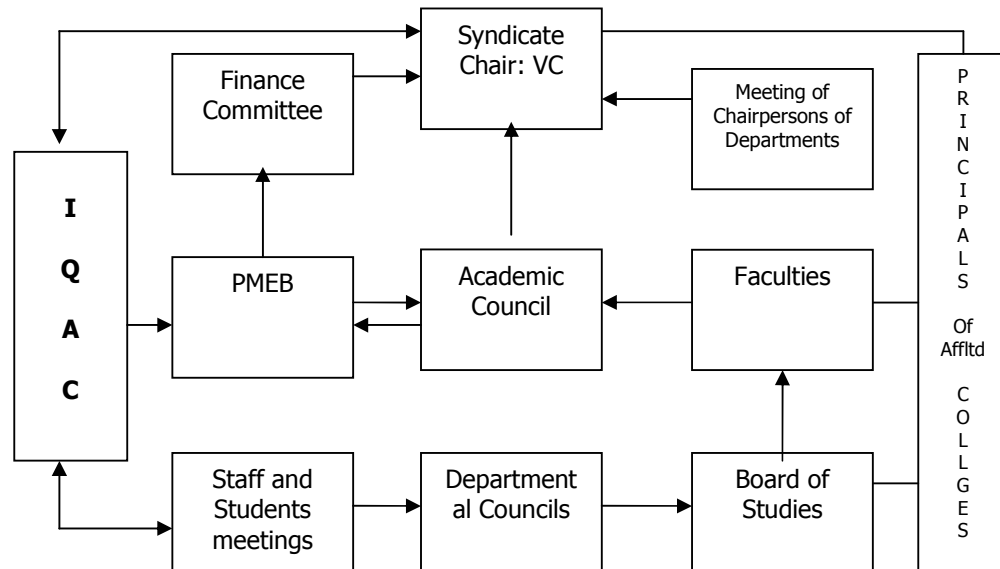 Syndicate
Chair: VC
Finance
Committee
Meeting of
Chairpersons of
Departments
I
Q
A
C
PMEB
Academic
Council
Faculties
Staff and
Students
meetings
Department
al Councils
Board of
Studies
P
R
I
N
C
I
P
A
L
S
Of
Affltd
C
O
L
L
G
E
S